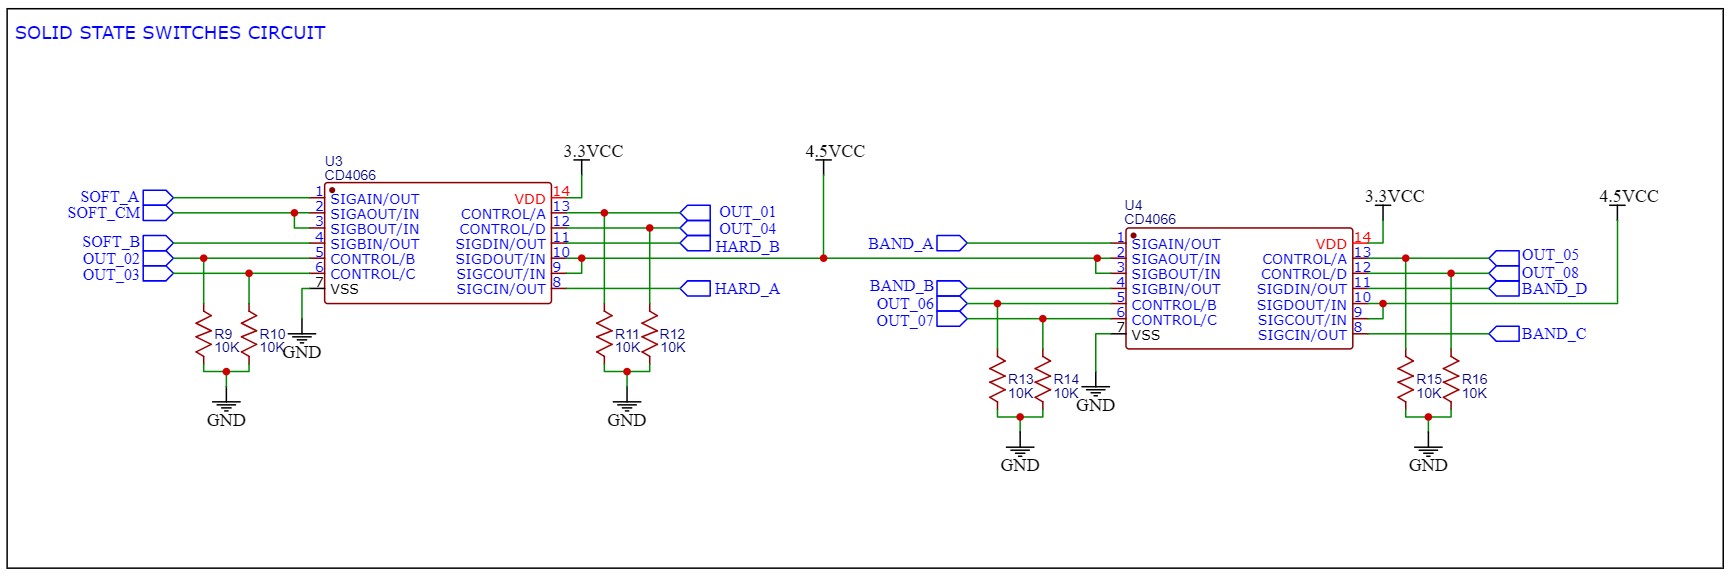 SOLID STATE SWITCHES CIRCUIT
U3
CD4066
3.3VCC
4.5VCC
SOFT_A
SOFT_CM
SOFT_B
OUT_02
OUT_03
1 SIGAIN/OUT
2 SIGAOUT/IN
3 SIGBOUT/IN
4 SIGBIN/OUT
5 CONTROL/B
6 CONTROL/C
7 VSS
VDD 14
CONTROL/A 13
CONTROL/D 12
SIGDIN/OUT 11
SIGDOUT/IN 10
SIGCOUT/IN 9
SIGCIN/OUT 8
OUT_01
OUT_04
HARD_B
HARD_A
R9
10K
R10
10K
GND
GND
R11
10K
R12
10K
GND
U4
CD4066
3.3VCC
4.5VCC
BAND_A
BAND_B
OUT_06
OUT_07
1 SIGAIN/OUT
2 SIGAOUT/IN
3 SIGBOUT/IN
4 SIGBIN/OUT
5 CONTROL/B
6 CONTROL/C
7 VSS
VDD 14
CONTROL/A 13
CONTROL/D 12
SIGDIN/OUT 11
SIGDOUT/IN 10
SIGCOUT/IN 9
SIGCIN/OUT 8
OUT_05
OUT_08
BAND_D
BAND_C
R13
10K
R14
10K
GND
GND
R15
10K
R16
10K
GND